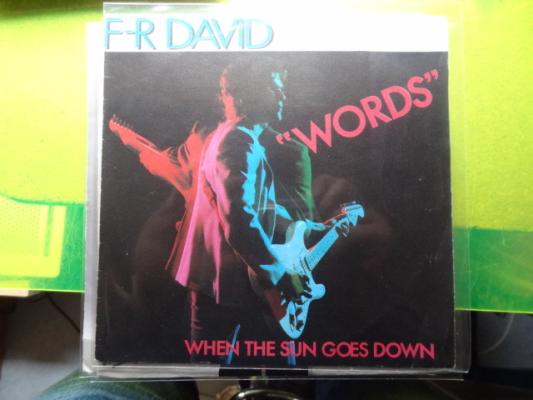 F-R DAVID
"WORDS"
WHEN THE SUN GOES DOWN